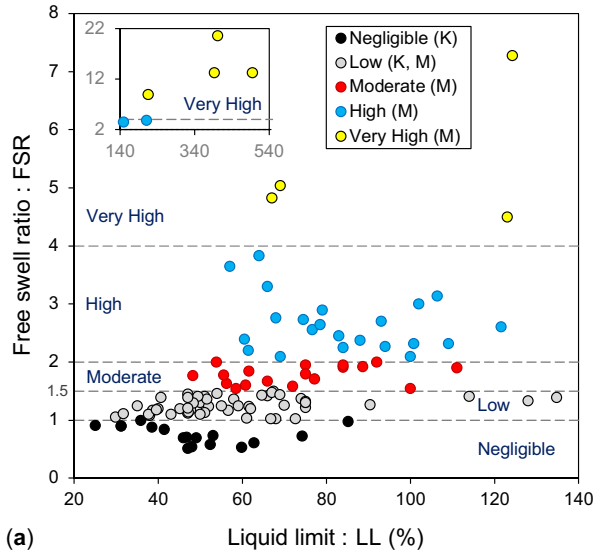 8
7
6
5
4
3
2
1.5
1
0
Free swell ratio : FSR
22
12
2
140
340
540
Very High
Negligible (K)
Low (K, M)
Moderate (M)
High (M)
Very High (M)
Very High
High
Moderate
Low
Negligible
20
40
60
80
100
120
140
(a)
Liquid limit : LL (%)